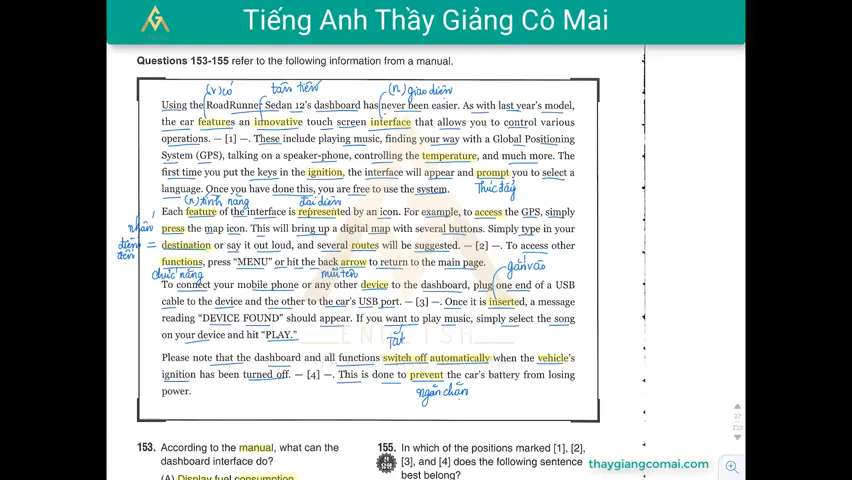 Tiếng Anh Thầy Giảng Cô Mai
Questions 153-155 refer to the following information from a manual.
(v) có
tân tiến
(n) giao diện
Using the RoadRunner Sedan 12's dashboard has never been easier. As with last year's model,
the car features an innovative touch screen interface that allows you to control various
operations. — [1] —. These include playing music, finding your way with a Global Positioning
System (GPS), talking on a speaker-phone, controlling the temperature, and much more. The
first time you put the keys in the ignition, the interface will appear and prompt you to select a
language. Once you have done this, you are free to use the system.
thúc đẩy
(n) tính năng
đại diện
Each feature of the interface is represented by an icon. For example, to access the GPS, simply
press the map icon. This will bring up a digital map with several buttons. Simply type in your
destination or say it out loud, and several routes will be suggested. — [2] —. To access other
functions, press “MENU” or hit the back arrow to return to the main page.
nhấn
điểm =
đến
chức năng
mũi tên
gắn vào
To connect your mobile phone or any other device to the dashboard, plug one end of a USB
cable to the device and the other to the car's USB port. — [3] —. Once it is inserted, a message
reading “DEVICE FOUND” should appear. If you want to play music, simply select the song
on your device and hit “PLAY.”
Tắt
ENGLISH
Please note that the dashboard and all functions switch off automatically when the vehicle's
ignition has been turned off. — [4] —. This is done to prevent the car's battery from losing
power.
ngăn chặn
153. According to the manual, what can the
dashboard interface do?
(A) Display fuel consumption
155. In which of the positions marked [1], [2],
[3], and [4] does the following sentence
best belong?
thaygiangcomai.com